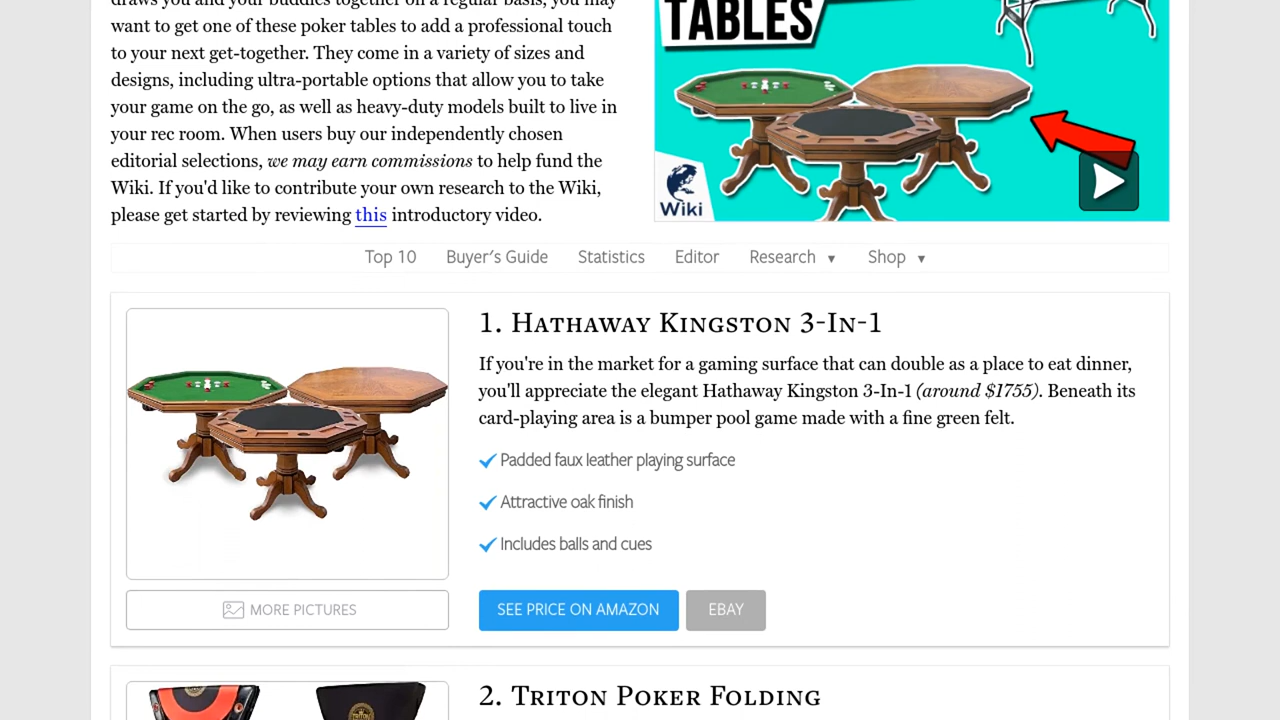 draws you and your buddies together on a regular basis, you may
want to get one of these poker tables to add a professional touch
to your next get-together. They come in a variety of sizes and
designs, including ultra-portable options that allow you to take
your game on the go, as well as heavy-duty models built to live in
your rec room. When users buy our independently chosen
editorial selections, we may earn commissions to help fund the
Wiki. If you'd like to contribute your own research to the Wiki,
please get started by reviewing this introductory video.
TABLES
Wiki
Top 10 Buyer's Guide Statistics Editor Research ▼ Shop ▼
1. Hathaway Kingston 3-In-1
If you're in the market for a gaming surface that can double as a place to eat dinner,
you'll appreciate the elegant Hathaway Kingston 3-In-1 (around $1755). Beneath its
card-playing area is a bumper pool game made with a fine green felt.
Padded faux leather playing surface
Attractive oak finish
Includes balls and cues
MORE PICTURES
SEE PRICE ON AMAZON
EBAY
2. Triton Poker Folding